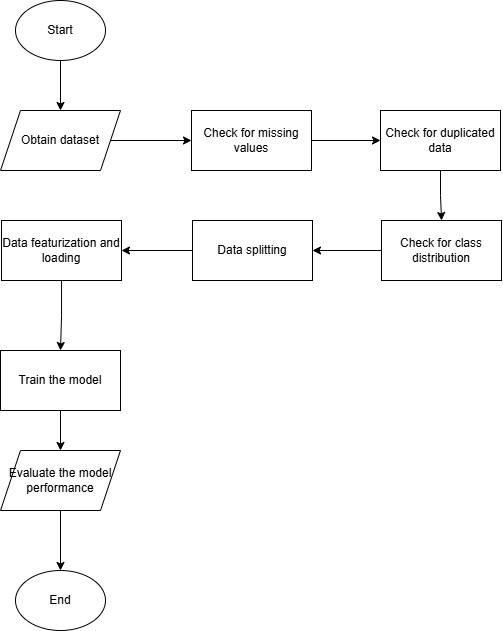 Start
Obtain dataset
Check for missing
values
Check for duplicated
data
Check for class
distribution
Data splitting
Data featurization and
loading
Train the model
Evaluate the model
performance
End